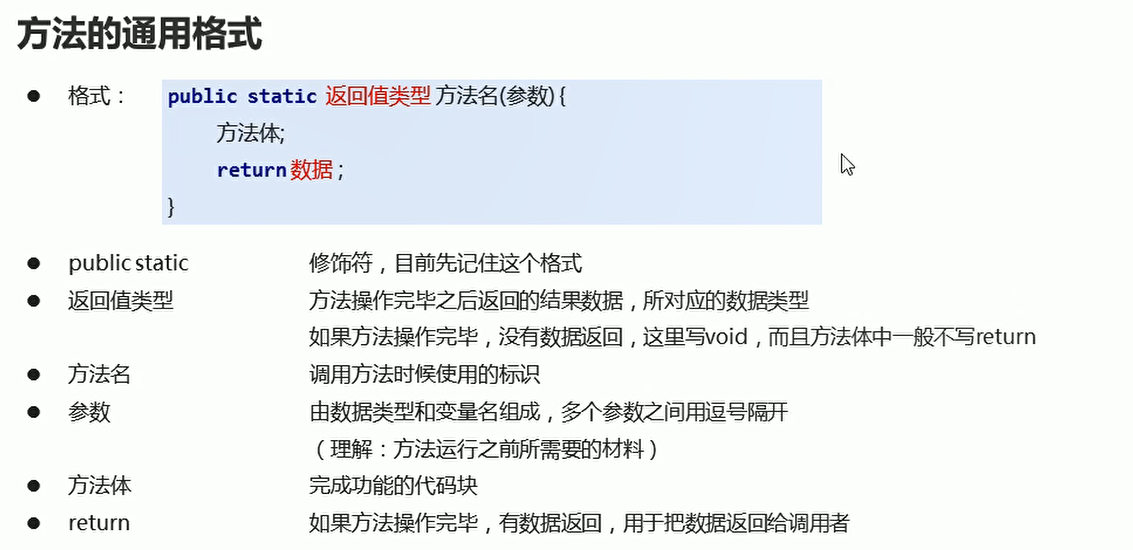 方法的通用格式
● 格式： public static 返回值类型 方法名(参数) {
方法体;
return 数据 ;
}
● public static 修饰符，目前先记住这个格式
● 返回值类型 方法操作完毕之后返回的结果数据，所对应的数据类型
如果方法操作完毕，没有数据返回，这里写void，而且方法体中一般不写return
● 方法名 调用方法时候使用的标识
● 参数 由数据类型和变量名组成，多个参数之间用逗号隔开
（理解：方法运行之前所需要的材料）
● 方法体 完成功能的代码块
● return 如果方法操作完毕，有数据返回，用于把数据返回给调用者